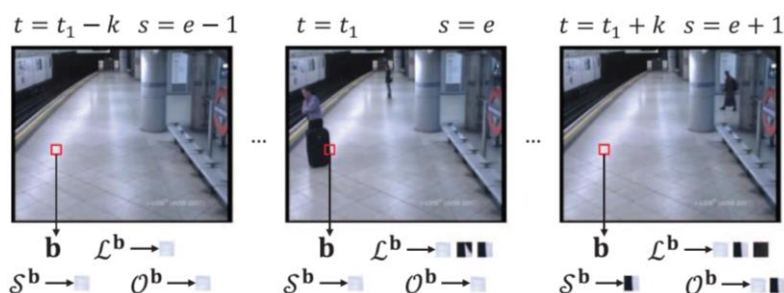 t = t₁ − k s = e − 1 t = t₁ s = e t = t₁ + k s = e + 1
... ...
b ℒᵇ b ℒᵇ b ℒᵇ
𝒮ᵇ 𝒪ᵇ 𝒮ᵇ 𝒪ᵇ 𝒮ᵇ 𝒪ᵇ